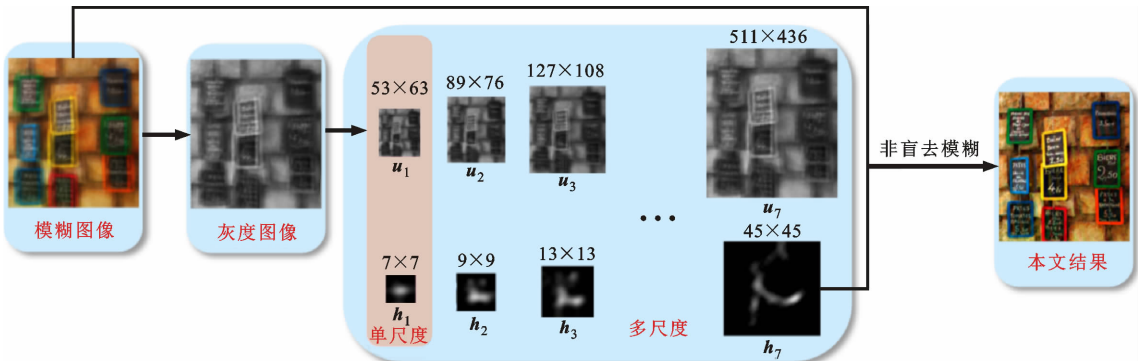 511×436
53×63
89×76
127×108
u₁
u₂
u₃
u₇
非盲去模糊
模糊图像
灰度图像
...
7×7
9×9
13×13
45×45
h₁
h₂
h₃
h₇
单尺度
多尺度
本文结果